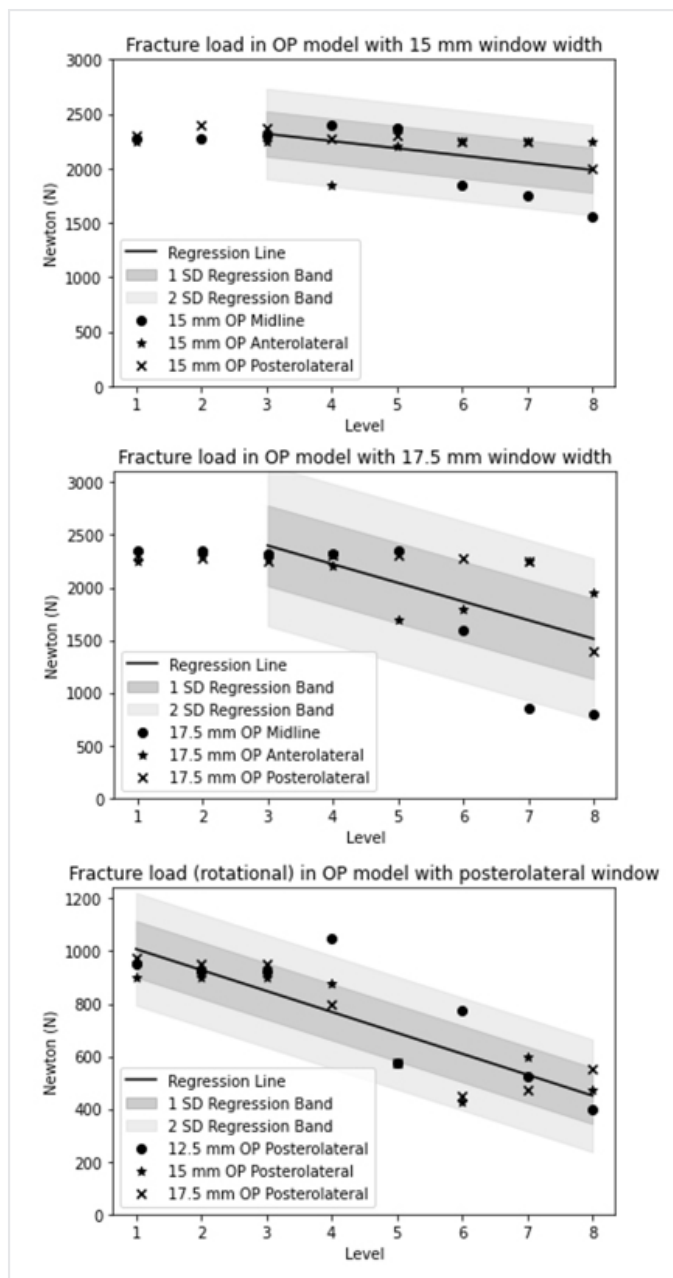 Fracture load in OP model with 15 mm window width
3000
2500
2000
1500
1000
500
0
Newton (N)
Regression Line
1 SD Regression Band
2 SD Regression Band
15 mm OP Midline
15 mm OP Anterolateral
15 mm OP Posterolateral
1 2 3 4 5 6 7 8
Level
Fracture load in OP model with 17.5 mm window width
3000
2500
2000
1500
1000
500
0
Newton (N)
Regression Line
1 SD Regression Band
2 SD Regression Band
17.5 mm OP Midline
17.5 mm OP Anterolateral
17.5 mm OP Posterolateral
1 2 3 4 5 6 7 8
Level
Fracture load (rotational) in OP model with posterolateral window
1200
1000
800
600
400
200
0
Newton (N)
Regression Line
1 SD Regression Band
2 SD Regression Band
12.5 mm OP Posterolateral
15 mm OP Posterolateral
17.5 mm OP Posterolateral
1 2 3 4 5 6 7 8
Level